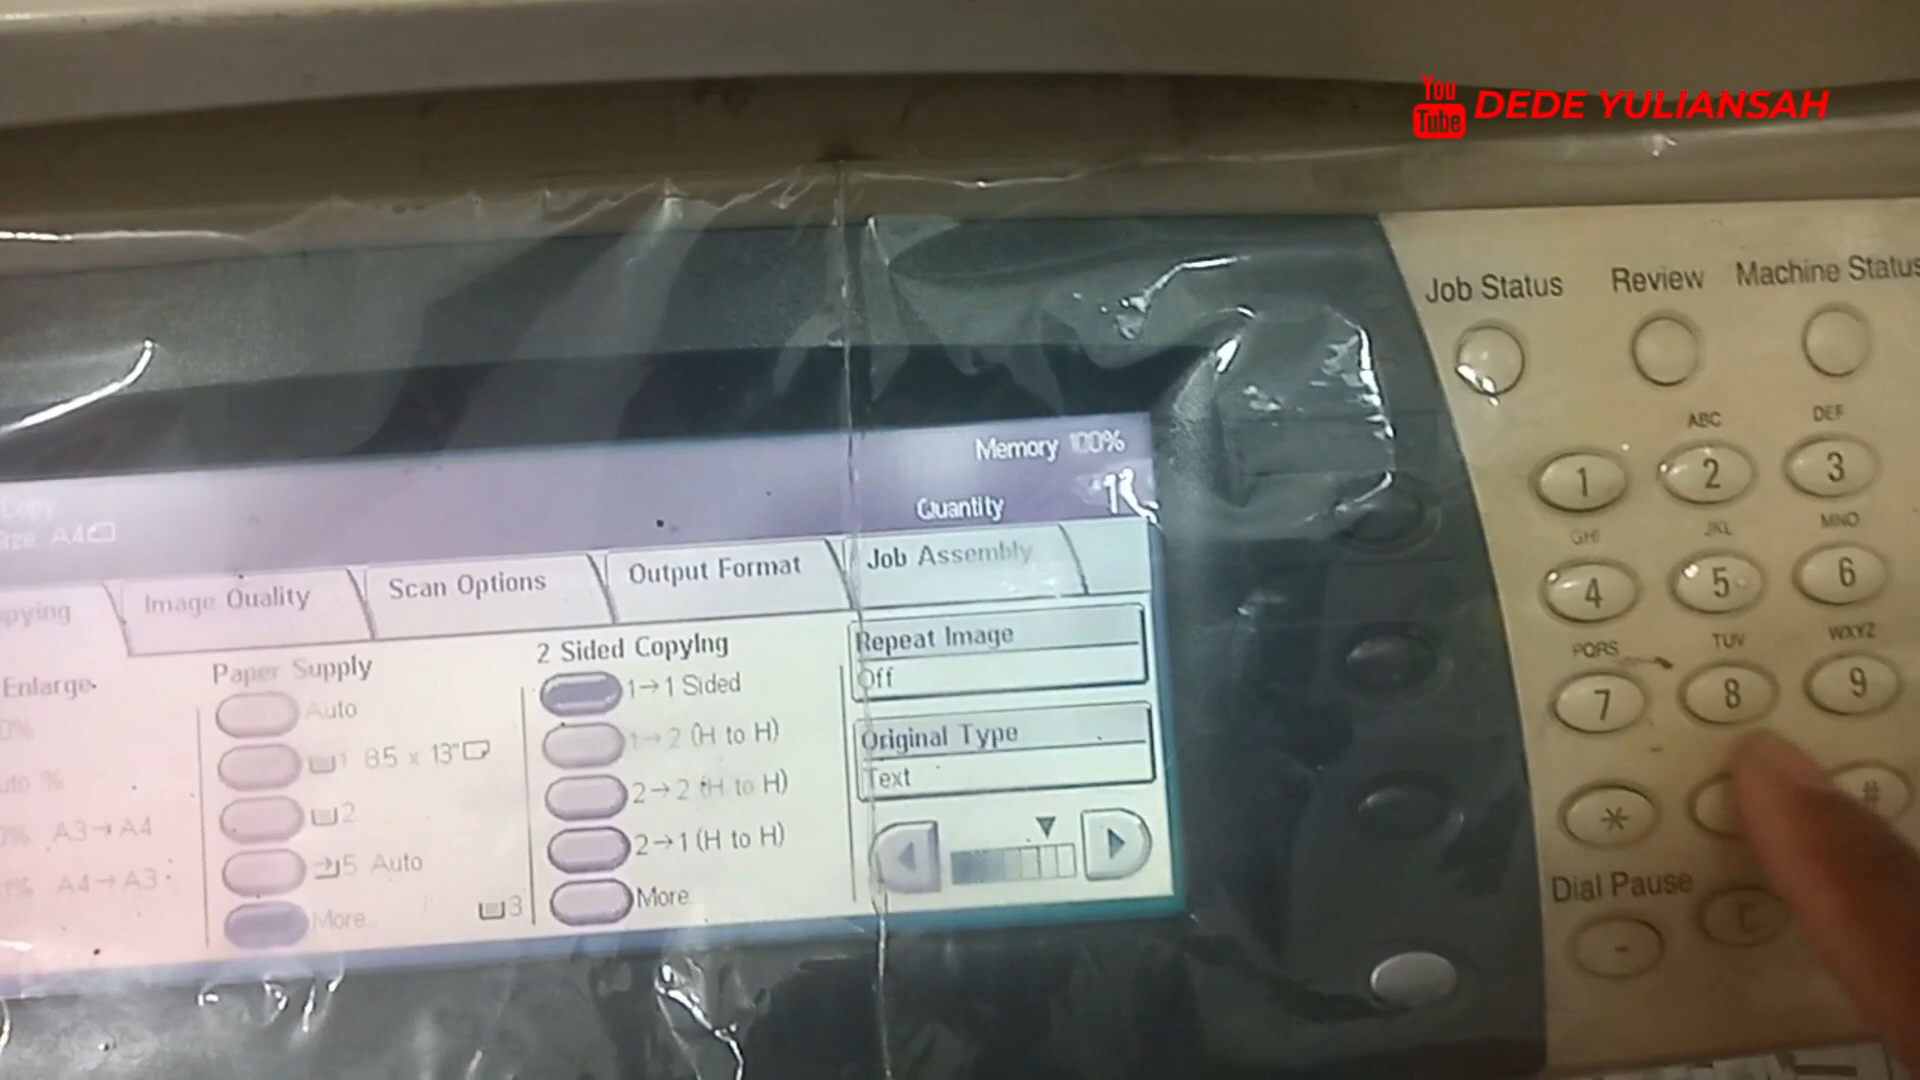 You
Tube DEDE YULIANSAH
Job Status Review Machine Status
Memory 100%
Copy
Quantity 1
A4
Image Quality Scan Options Output Format Job Assembly
Enlarge
Paper Supply
Auto
1 8.5 x 13"
2
5 Auto
More...
3
A3→A4
A4→A3
2 Sided Copying
1→1 Sided
1→2 (H to H)
2→2 (H to H)
2→1 (H to H)
More...
Repeat Image
Off
Original Type
Text
ABC DEF
1 2 3
GHI JKL MNO
4 5 6
PQRS TUV WXYZ
7 8 9
* #
Dial Pause
- C